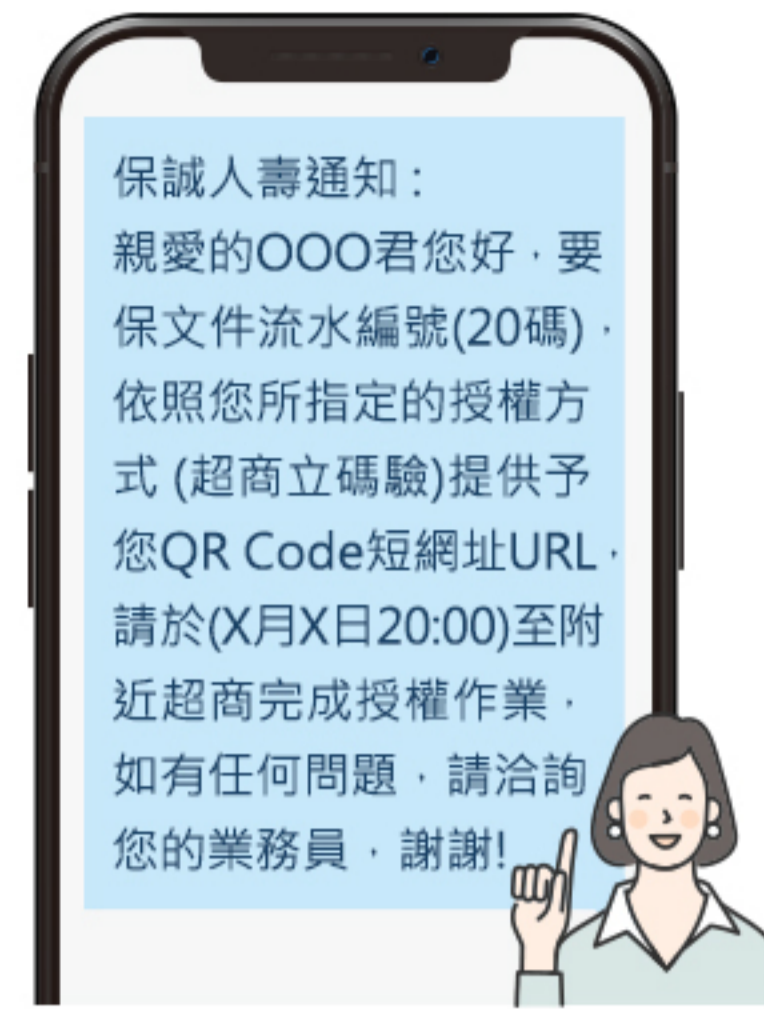 保誠人壽通知：
親愛的OOO君您好，要
保文件流水編號(20碼)，
依照您所指定的授權方
式 (超商立碼驗)提供予
您QR Code短網址URL，
請於(X月X日20:00)至附
近超商完成授權作業，
如有任何問題，請洽詢
您的業務員，謝謝!